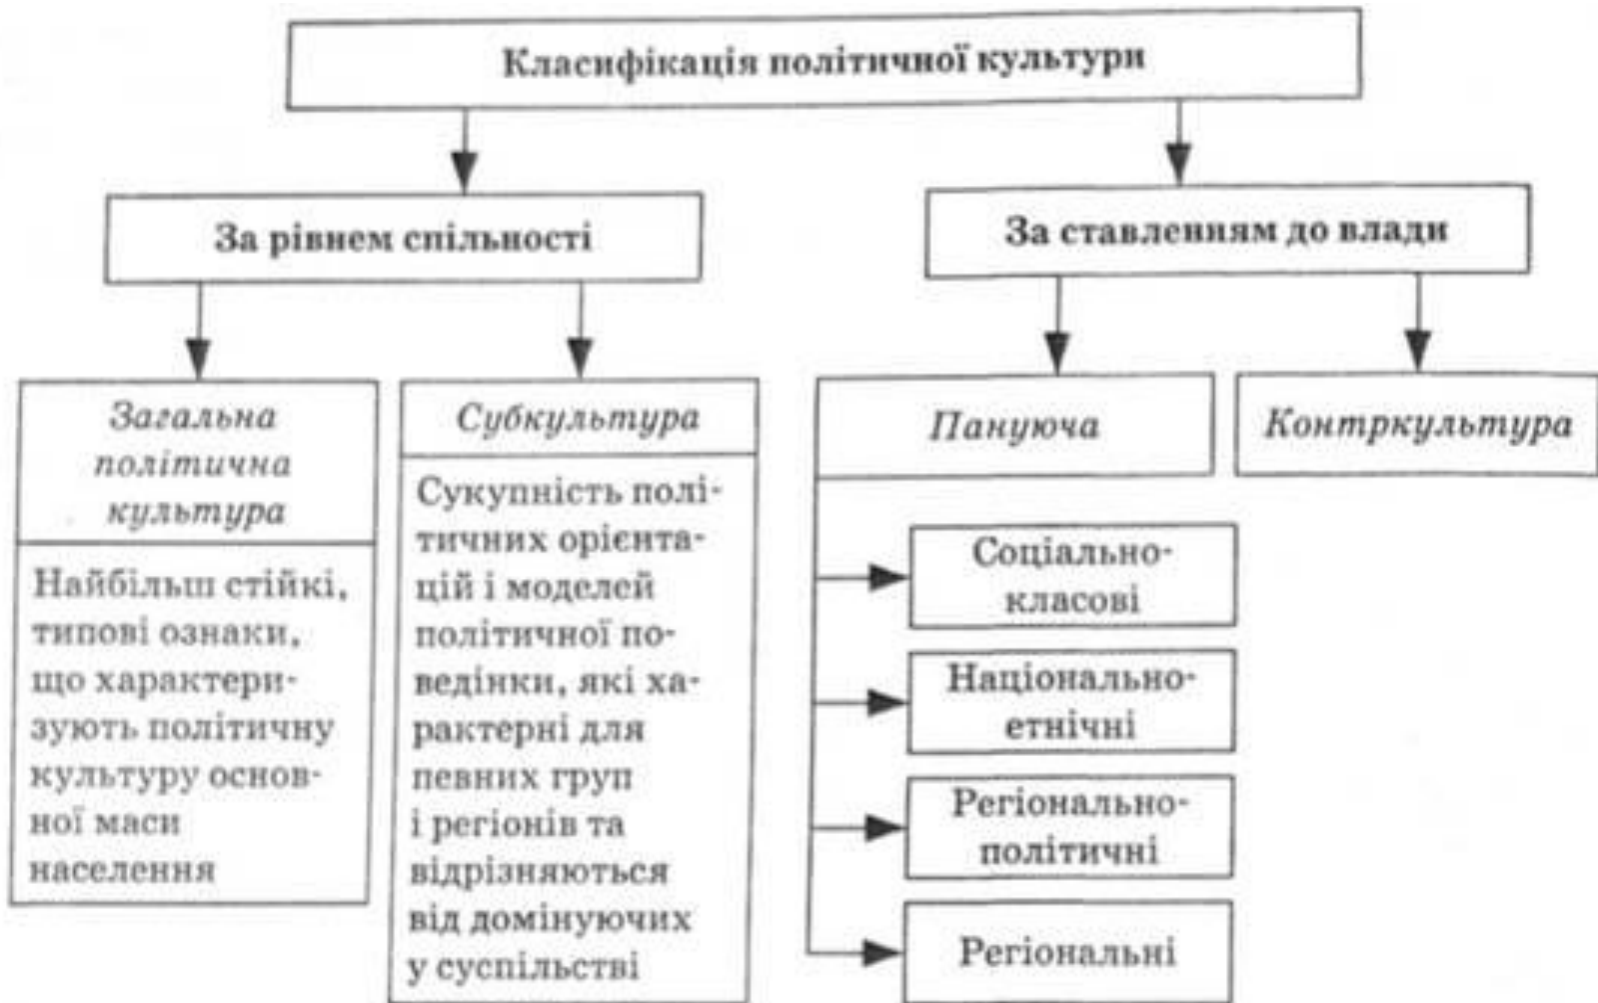 Класифікація політичної культури
За рівнем спільності
За ставленням до влади
Загальна
політична
культура
Найбільш стійкі,
типові ознаки,
що характери-
зують політичну
культуру основ-
ної маси
населення
Субкультура
Сукупність полі-
тичних орієнта-
цій і моделей
політичної по-
ведінки, які ха-
рактерні для
певних груп
і регіонів та
відрізняються
від домінуючих
у суспільстві
Пануюча
Контркультура
Соціально-
класові
Національно-
етнічні
Регіонально-
політичні
Регіональні